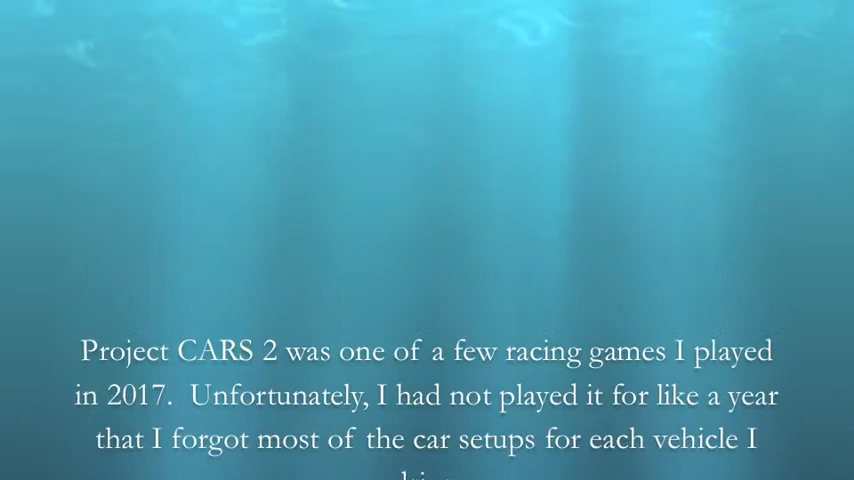 Project CARS 2 was one of a few racing games I played
in 2017.  Unfortunately, I had not played it for like a year
that I forgot most of the car setups for each vehicle I